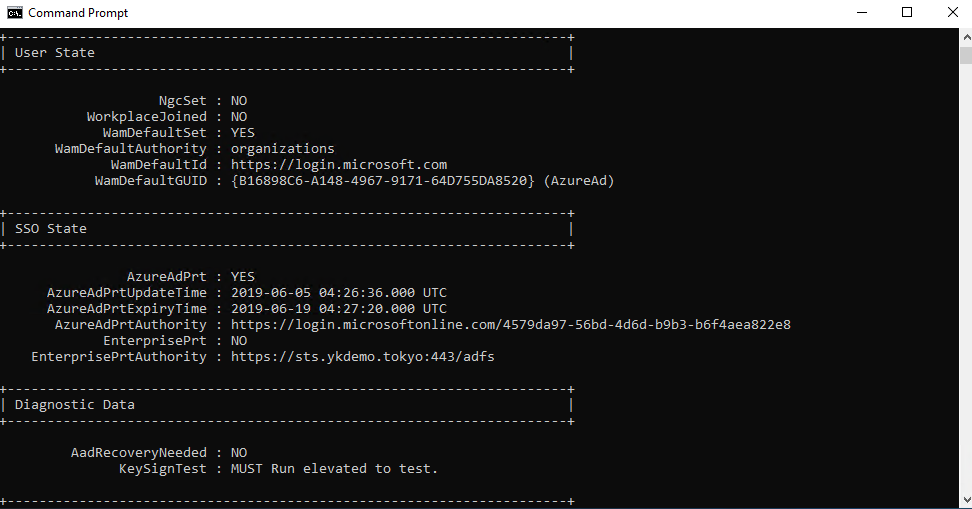 Command Prompt
+----------------------------------------------------------------------+
| User State                                                           |
+----------------------------------------------------------------------+
NgcSet : NO
WorkplaceJoined : NO
WamDefaultSet : YES
WamDefaultAuthority : organizations
WamDefaultId : https://login.microsoft.com
WamDefaultGUID : {B16898C6-A148-4967-9171-64D755DA8520} (AzureAd)
+----------------------------------------------------------------------+
| SSO State                                                            |
+----------------------------------------------------------------------+
AzureAdPrt : YES
AzureAdPrtUpdateTime : 2019-06-05 04:26:36.000 UTC
AzureAdPrtExpiryTime : 2019-06-19 04:27:20.000 UTC
AzureAdPrtAuthority : https://login.microsoftonline.com/4579da97-56bd-4d6d-b9b3-b6f4aea822e8
EnterprisePrt : NO
EnterprisePrtAuthority : https://sts.ykdemo.tokyo:443/adfs
+----------------------------------------------------------------------+
| Diagnostic Data                                                      |
+----------------------------------------------------------------------+
AadRecoveryNeeded : NO
KeySignTest : MUST Run elevated to test.
+----------------------------------------------------------------------+